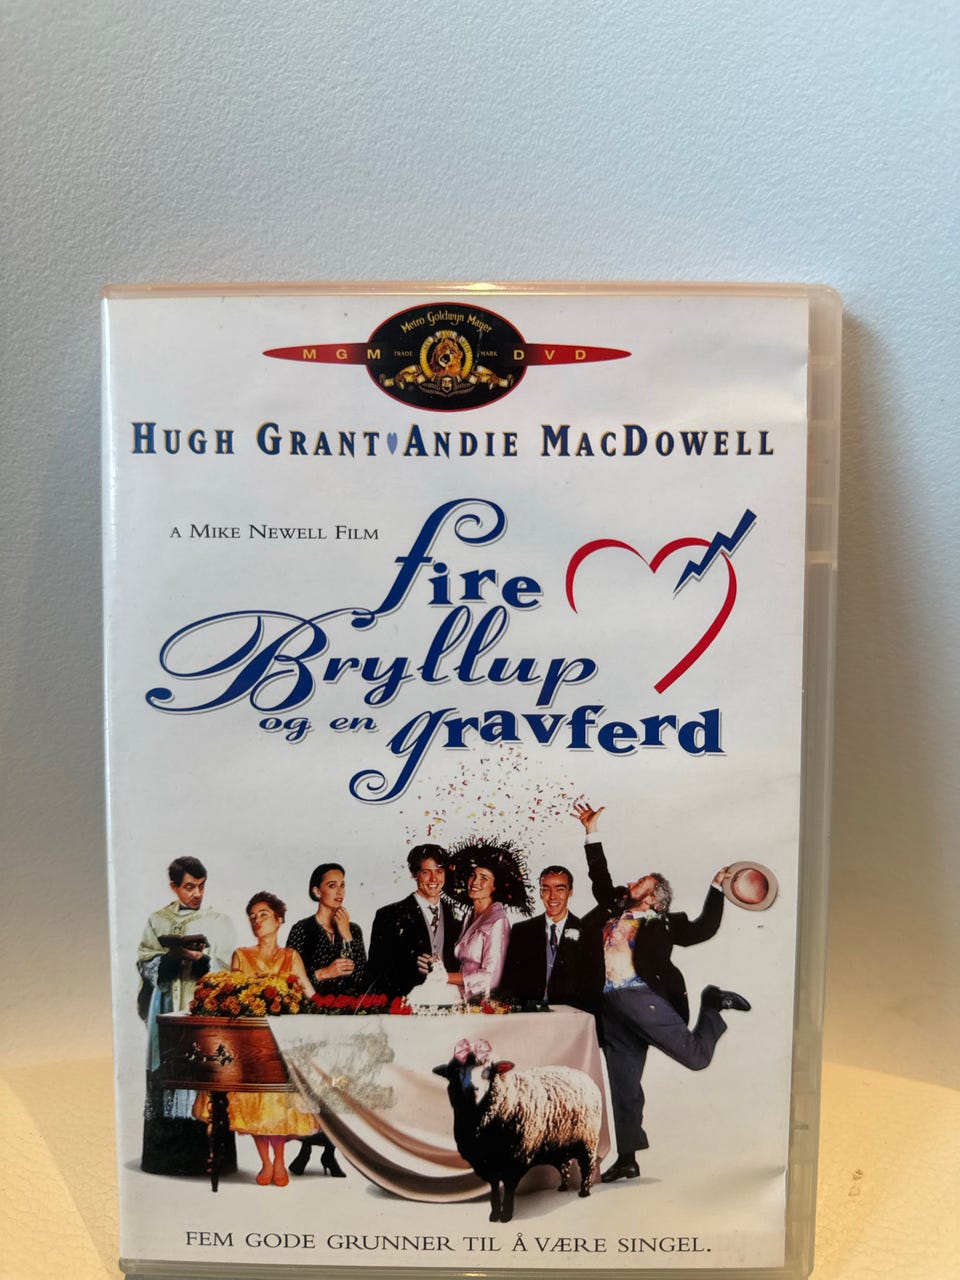 Metro Goldwyn Mayer
MGM TRADE MARK DVD
HUGH GRANT ANDIE MACDOWELL
A MIKE NEWELL FILM
fire
Bryllup
og en gravferd
FEM GODE GRUNNER TIL Å VÆRE SINGEL.